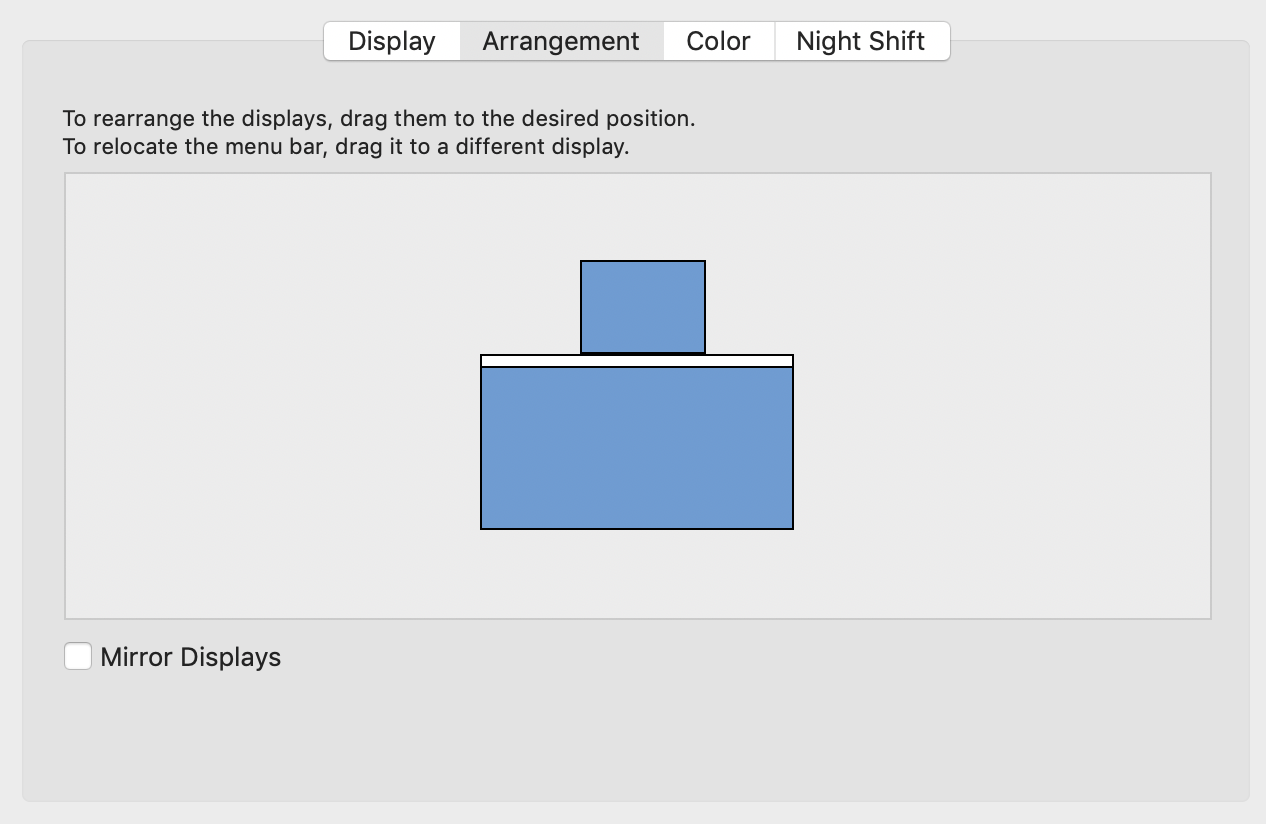 Display Arrangement Color Night Shift
To rearrange the displays, drag them to the desired position.
To relocate the menu bar, drag it to a different display.
Mirror Displays